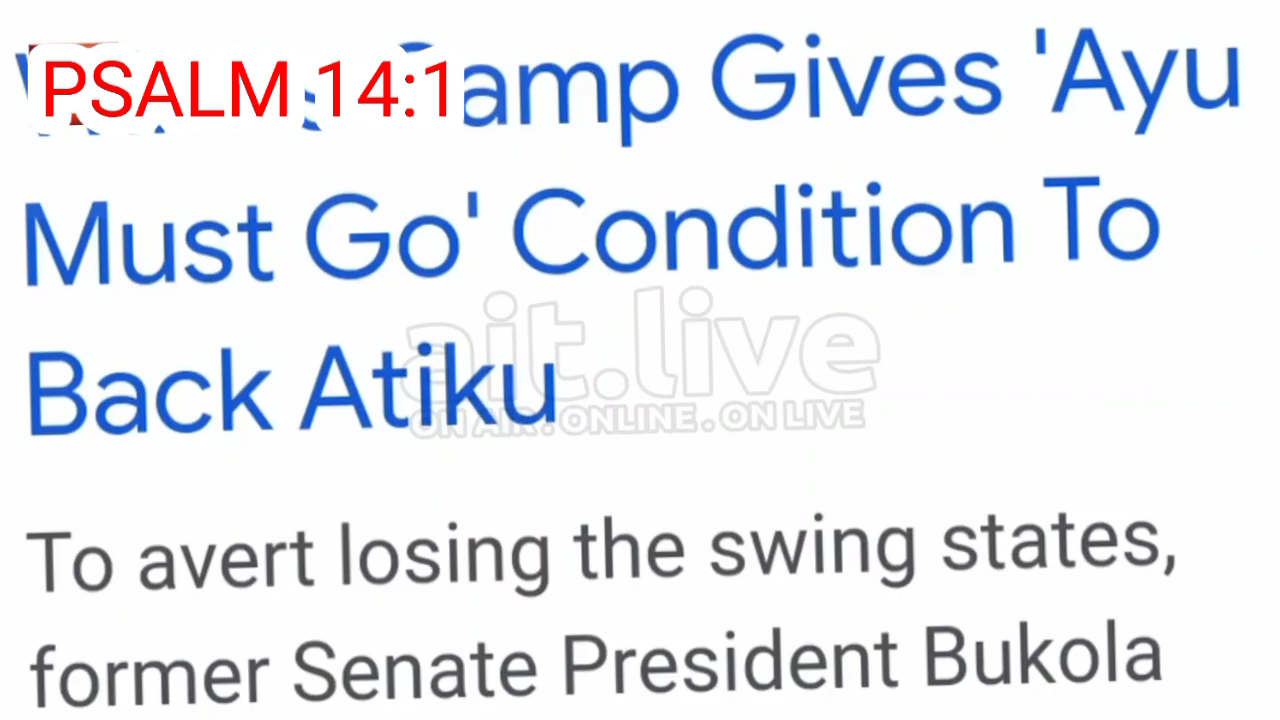 PSALM 14:1
amp Gives 'Ayu
Must Go' Condition To
Back Atiku
ait.live
ON AIR . ONLINE . ON LIVE
To avert losing the swing states,
former Senate President Bukola